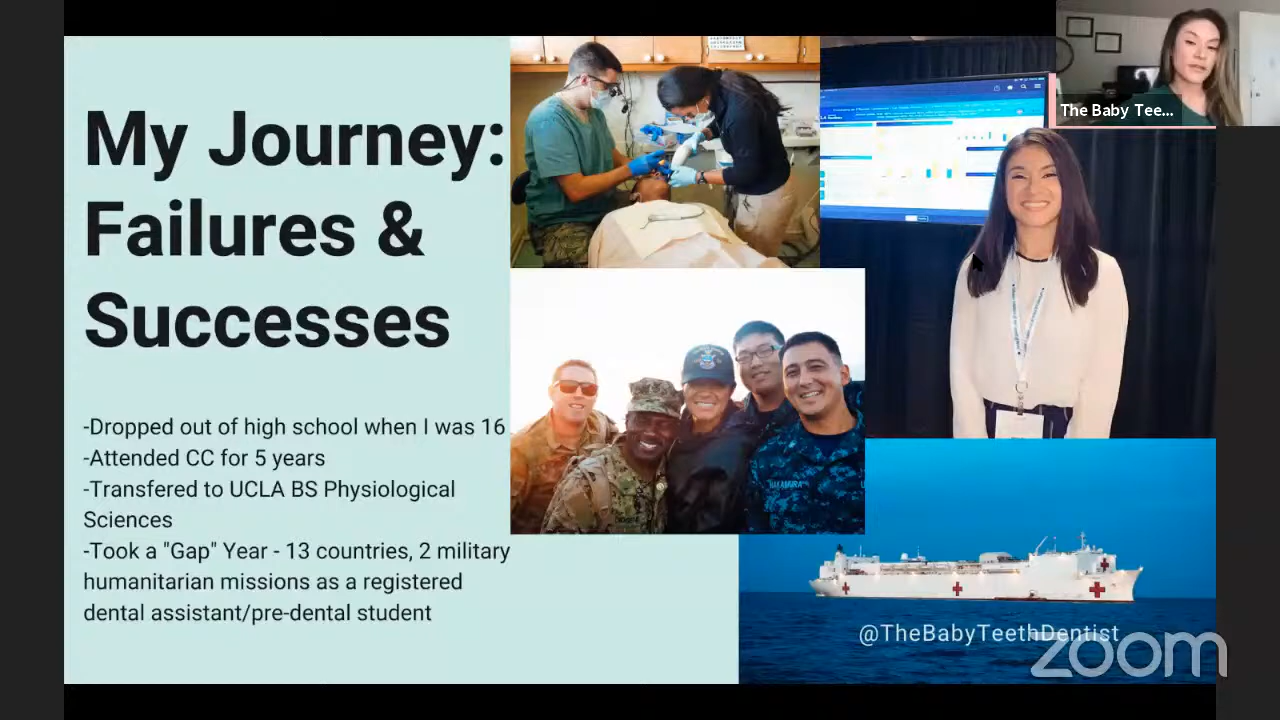 My Journey:
Failures &
Successes
-Dropped out of high school when I was 16
-Attended CC for 5 years
-Transfered to UCLA BS Physiological
Sciences
-Took a "Gap" Year - 13 countries, 2 military
humanitarian missions as a registered
dental assistant/pre-dental student
The Baby Tee...
@TheBabyTeethDentist
zoom